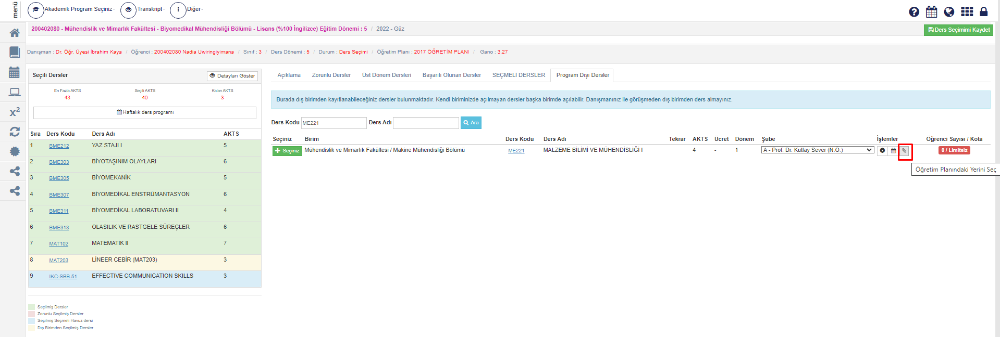 menü
Akademik Program Seçiniz - Transkript - Diğer -
200402080 - Mühendislik ve Mimarlık Fakültesi - Biyomedikal Mühendisliği Bölümü - Lisans (%100 İngilizce) Eğitim Dönemi : 5 / 2022 - Güz
Ders Seçimimi Kaydet
Danışman : Dr. Öğr. Üyesi İbrahim Kaya / Öğrenci : 200402080 Nadia Uwiringiyimana / Sınıf : 3 / Ders Dönemi : 5 / Durum : Ders Seçimi / Öğretim Planı : 2017 ÖĞRETİM PLANI / Gano : 3,27
Seçili Dersler
Detayları Göster
En Fazla AKTS Seçili AKTS Kalan AKTS
43 40 3
Haftalık ders programı
Sıra Ders Kodu Ders Adı AKTS
1 BME212 YAZ STAJI I 5
2 BME303 BİYOTAŞINIM OLAYLARI 6
3 BME305 BİYOMEKANİK 5
4 BME307 BİYOMEDİKAL ENSTRÜMANTASYON 6
5 BME311 BİYOMEDİKAL LABORATUVARI II 4
6 BME313 OLASILIK VE RASTGELE SÜREÇLER 6
7 MAT102 MATEMATİK II 7
8 MAT203 LİNEER CEBİR (MAT203) 3
9 IKC-SBB.51 EFFECTIVE COMMUNICATION SKILLS 3
Seçilmiş Dersler
Zorunlu Seçilmiş Dersler
Seçilmiş Seçmeli Havuz dersi
Dış Birimden Seçilmiş Dersler
Açıklama Zorunlu Dersler Üst Dönem Dersleri Başarılı Olunan Dersler SEÇMELİ DERSLER Program Dışı Dersler
Burada dış birimden kayıtlanabileceğiniz dersler bulunmaktadır. Kendi biriminizde açılmayan dersler başka birimde açılabilir. Danışmanınız ile görüşmeden dış birimden ders almayınız.
Ders Kodu ME221 Ders Adı Ara
Seçiniz Birim Ders Kodu Ders Adı Tekrar AKTS Ücret Dönem Şube İşlemler Öğrenci Sayısı / Kota
Seçiniz Mühendislik ve Mimarlık Fakültesi / Makine Mühendisliği Bölümü ME221 MALZEME BİLİMİ VE MÜHENDİSLİĞİ I 4 - 1 A - Prof. Dr. Kutlay Sever (N.Ö.) 0 / Limitsiz
Öğretim Planındaki Yerini Seç